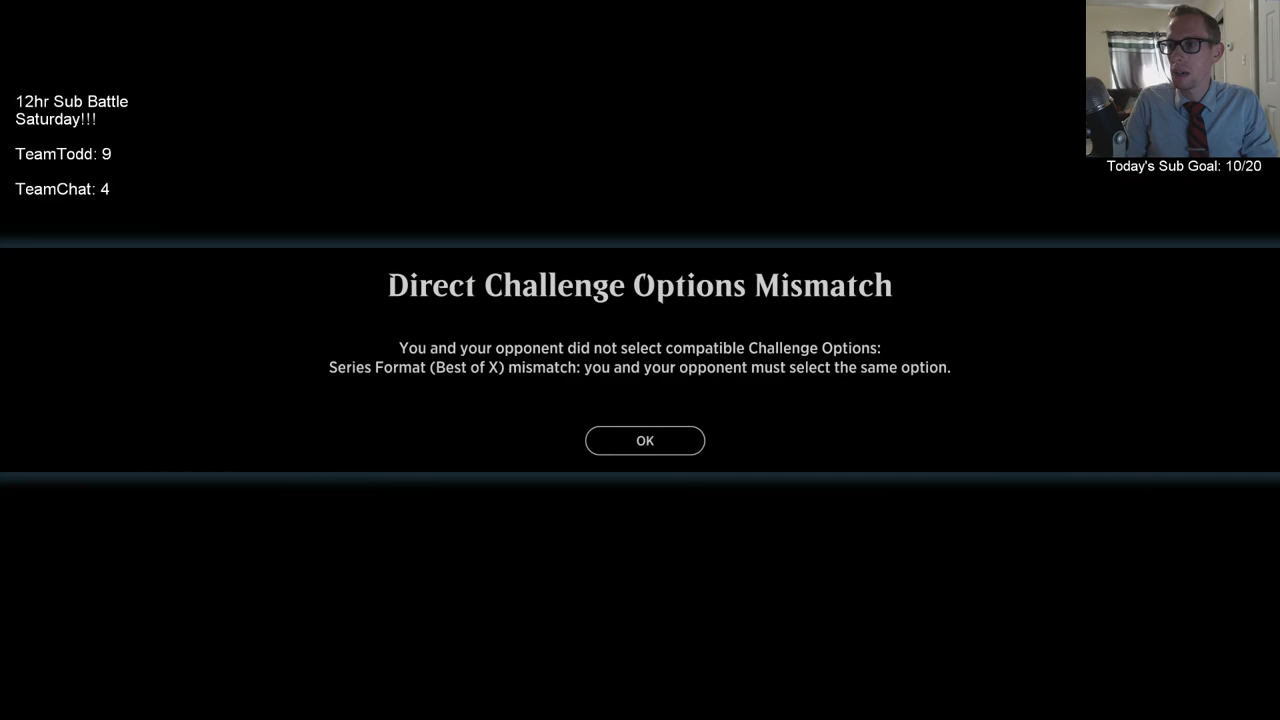 12hr Sub Battle
Saturday!!!
TeamTodd: 9
TeamChat: 4
Today's Sub Goal: 10/20
Direct Challenge Options Mismatch
You and your opponent did not select compatible Challenge Options:
Series Format (Best of X) mismatch: you and your opponent must select the same option.
OK